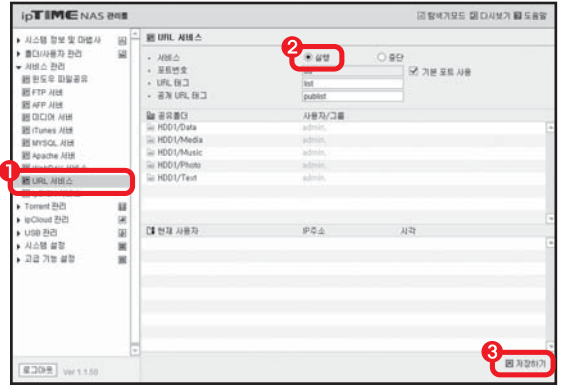 ipTIME NAS 관리툴
탐색기모드 다시보기 도움말
시스템 정보 및 마법사
폴더/사용자 관리
서비스 관리
윈도우 파일공유
FTP 서버
AFP 서버
미디어 서버
iTunes 서버
MYSQL 서버
Apache 서버
1
URL 서비스
Torrent 관리
ipCloud 관리
USB 관리
시스템 설정
고급 기능 설정
로그아웃 Ver 1.1.38
URL 서비스
2
서비스 실행 중단
포트번호 기본 포트 사용
URL 태그 list
공개 URL 태그 publist
공유폴더 사용자/그룹
HDD1/Data admin,
HDD1/Media admin,
HDD1/Music admin,
HDD1/Photo admin,
HDD1/Text admin,
현재 사용자 IP주소 시각
3
저장하기